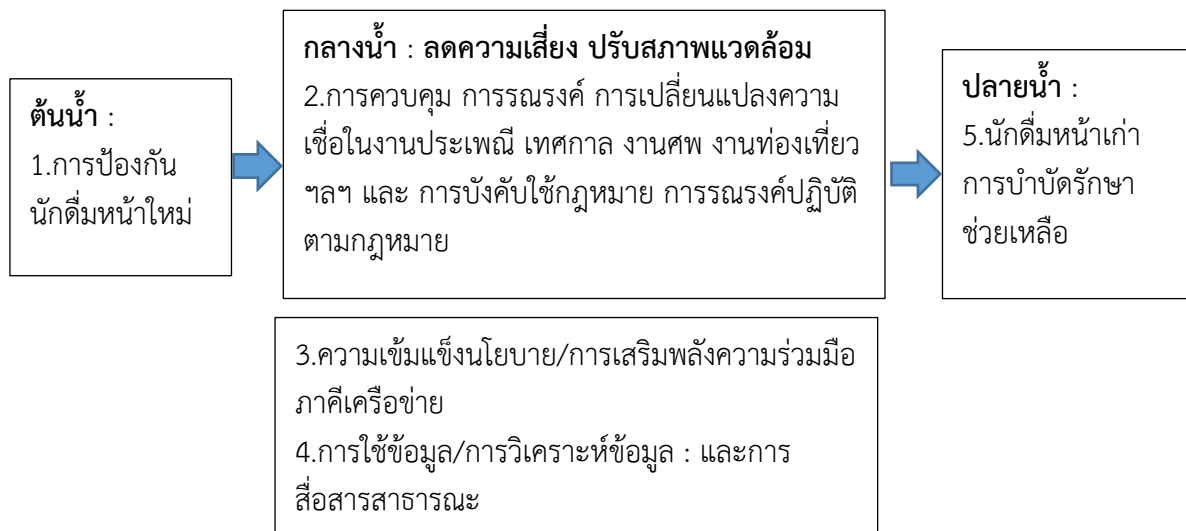 ต้นน้ำ :
1.การป้องกัน
นักดื่มหน้าใหม่
กลางน้ำ : ลดความเสี่ยง ปรับสภาพแวดล้อม
2.การควบคุม การรณรงค์ การเปลี่ยนแปลงความ
เชื่อในงานประเพณี เทศกาล งานศพ งานท่องเที่ยว
ฯลฯ และ การบังคับใช้กฎหมาย การรณรงค์ปฏิบัติ
ตามกฎหมาย
ปลายน้ำ :
5.นักดื่มหน้าเก่า
การบำบัดรักษา
ช่วยเหลือ
3.ความเข้มแข็งนโยบาย/การเสริมพลังความร่วมมือ
ภาคีเครือข่าย
4.การใช้ข้อมูล/การวิเคราะห์ข้อมูล : และการ
สื่อสารสาธารณะ